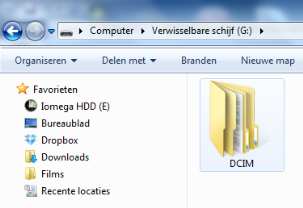 Computer ▸ Verwisselbare schijf (G:) ▸
Organiseren ▾ Delen met ▾ Branden Nieuwe map
Favorieten
Iomega HDD (E)
Bureaublad
Dropbox
Downloads
Films
Recente locaties
DCIM